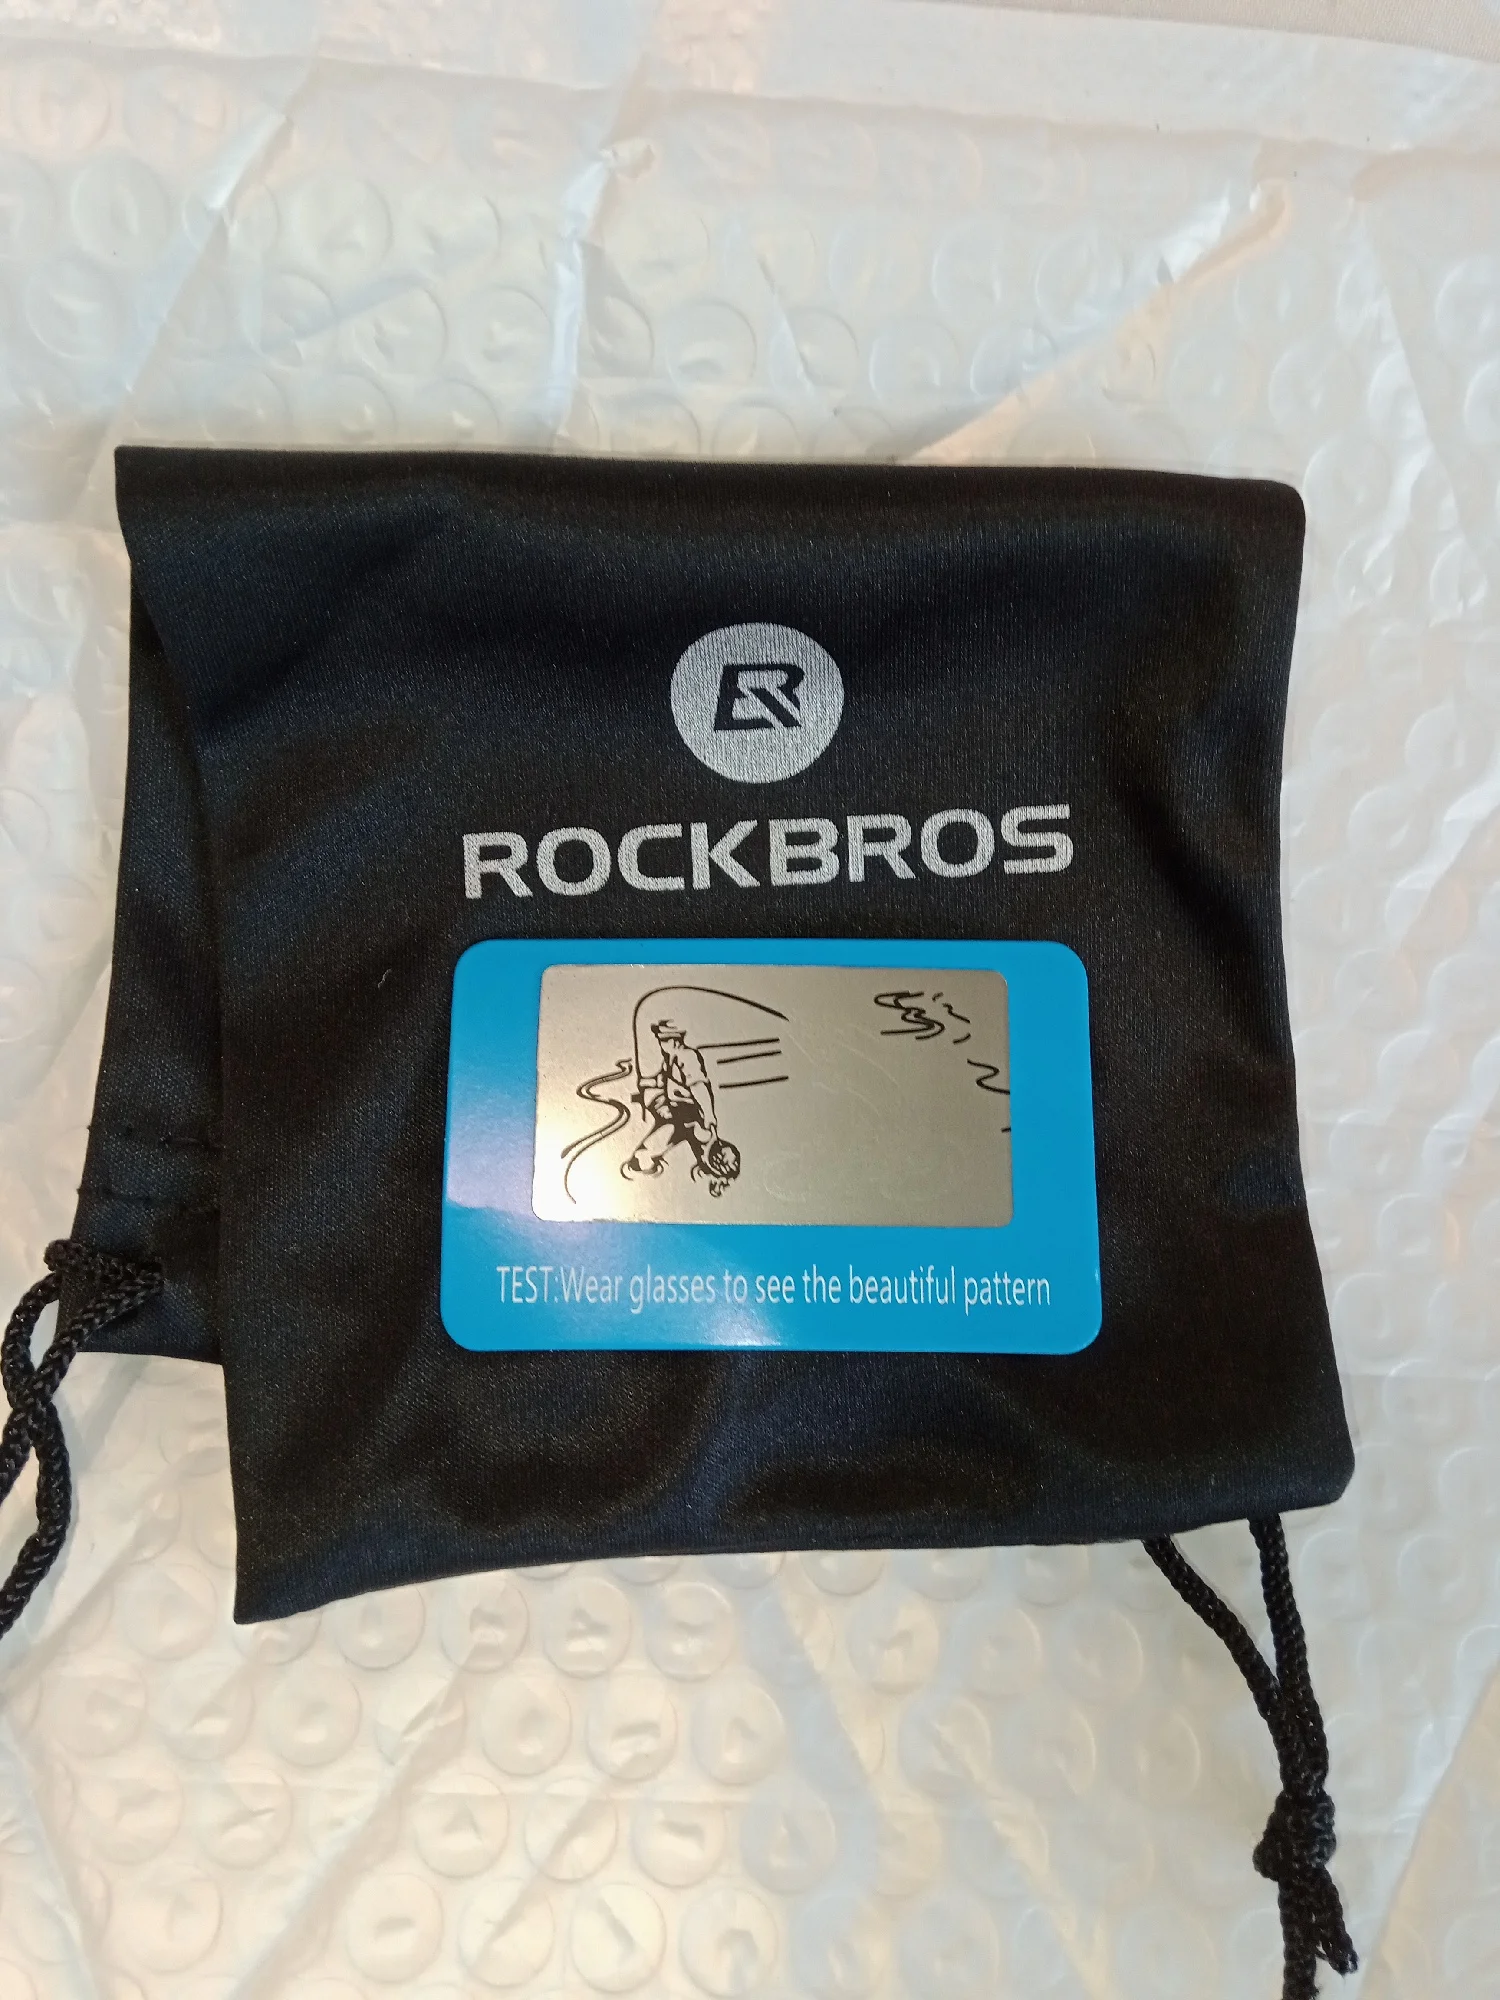 ROCKBROS
TEST:Wear glasses to see the beautiful pattern